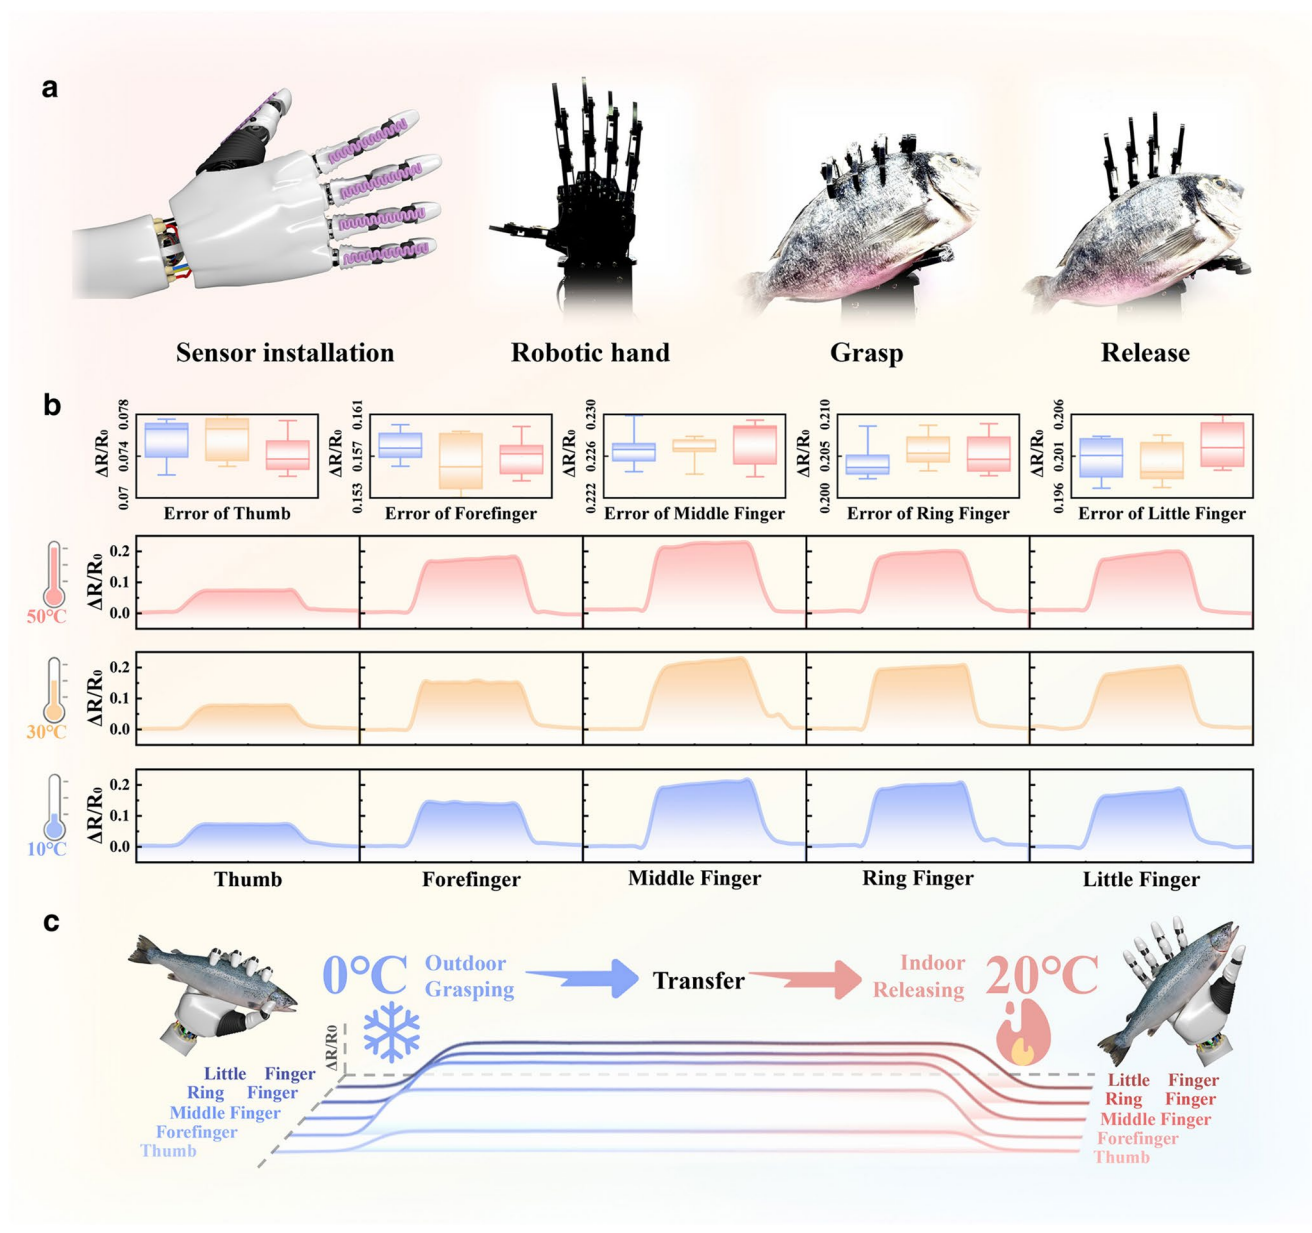 a
Sensor installation
Robotic hand
Grasp
Release
b
ΔR/R₀
0.078
0.074
0.07
Error of Thumb
ΔR/R₀
0.161
0.157
0.153
Error of Forefinger
ΔR/R₀
0.230
0.226
0.222
Error of Middle Finger
ΔR/R₀
0.210
0.205
0.200
Error of Ring Finger
ΔR/R₀
0.206
0.201
0.196
Error of Little Finger
50°C
ΔR/R₀
0.2
0.1
0.0
30°C
ΔR/R₀
0.2
0.1
0.0
10°C
ΔR/R₀
0.2
0.1
0.0
Thumb
Forefinger
Middle Finger
Ring Finger
Little Finger
c
0°C
Outdoor
Grasping
Transfer
Indoor
Releasing
20°C
ΔR/R0
Little Finger
Ring Finger
Middle Finger
Forefinger
Thumb
Little Finger
Ring Finger
Middle Finger
Forefinger
Thumb